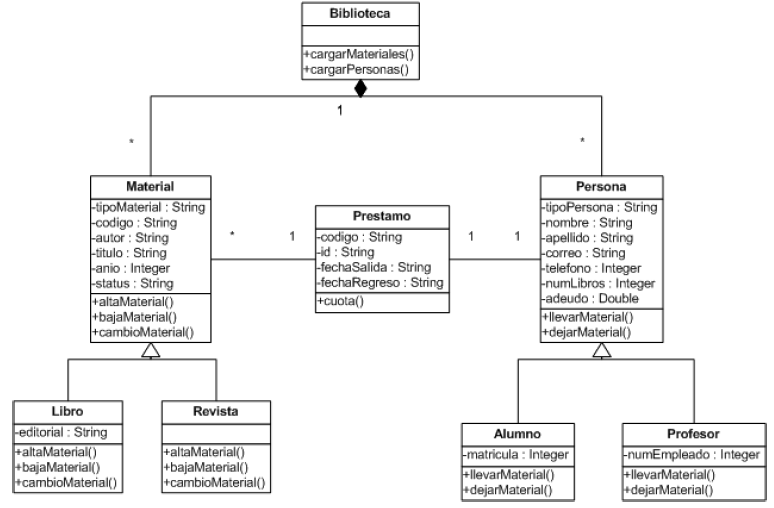 Biblioteca
+cargarMateriales()
+cargarPersonas()
1
*
*
Material
-tipoMaterial : String
-codigo : String
-autor : String
-titulo : String
-anio : Integer
-status : String
+altaMaterial()
+bajaMaterial()
+cambioMaterial()
*
1
Prestamo
-codigo : String
-id : String
-fechaSalida : String
-fechaRegreso : String
+cuota()
1
1
Persona
-tipoPersona : String
-nombre : String
-apellido : String
-correo : String
-telefono : Integer
-numLibros : Integer
-adeudo : Double
+llevarMaterial()
+dejarMaterial()
Libro
-editorial : String
+altaMaterial()
+bajaMaterial()
+cambioMaterial()
Revista
+altaMaterial()
+bajaMaterial()
+cambioMaterial()
Alumno
-matricula : Integer
+llevarMaterial()
+dejarMaterial()
Profesor
-numEmpleado : Integer
+llevarMaterial()
+dejarMaterial()